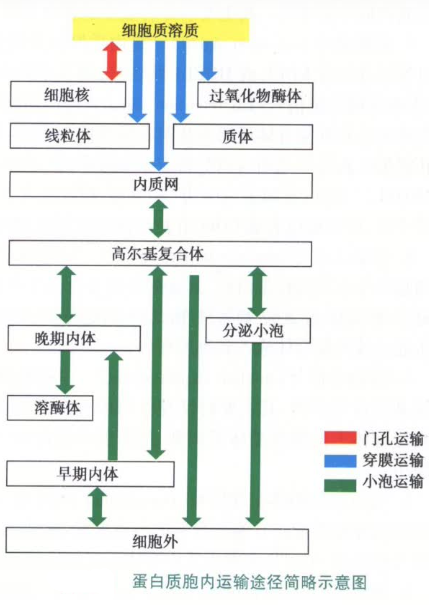 细胞质溶质
细胞核
过氧化物酶体
线粒体
质体
内质网
高尔基复合体
晚期内体
分泌小泡
溶酶体
早期内体
细胞外
门孔运输
穿膜运输
小泡运输
蛋白质胞内运输途径简略示意图